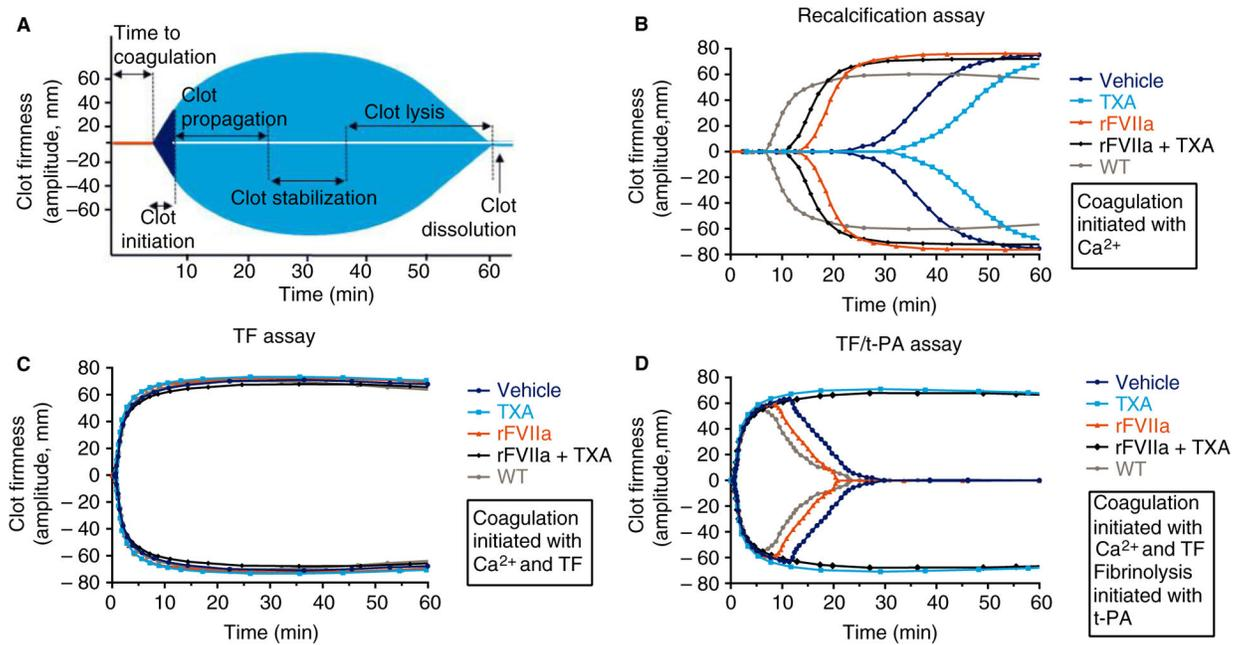 A
Time to
coagulation
Clot firmness
(amplitude, mm)
60
40
20
0
−20
−40
−60
Clot
propagation
Clot lysis
Clot stabilization
Clot
initiation
Clot
dissolution
10 20 30 40 50 60
Time (min)
B
Recalcification assay
Clot firmness
(amplitude, mm)
80
60
40
20
0
− 20
− 40
− 60
− 80
0 10 20 30 40 50 60
Time (min)
Vehicle
TXA
rFVIIa
rFVIIa + TXA
WT
Coagulation
initiated with
Ca2+
C
TF assay
Clot firmness
(amplitude, mm)
80
60
40
20
0
− 20
− 40
− 60
− 80
0 10 20 30 40 50 60
Time (min)
Vehicle
TXA
rFVIIa
rFVIIa + TXA
WT
Coagulation
initiated with
Ca2+ and TF
D
TF/t-PA assay
Clot firmness
(amplitude,mm)
80
60
40
20
0
− 20
− 40
− 60
− 80
0 10 20 30 40 50 60
Time (min)
Vehicle
TXA
rFVIIa
rFVIIa + TXA
WT
Coagulation
initiated with
Ca2+ and TF
Fibrinolysis
initiated with
t-PA